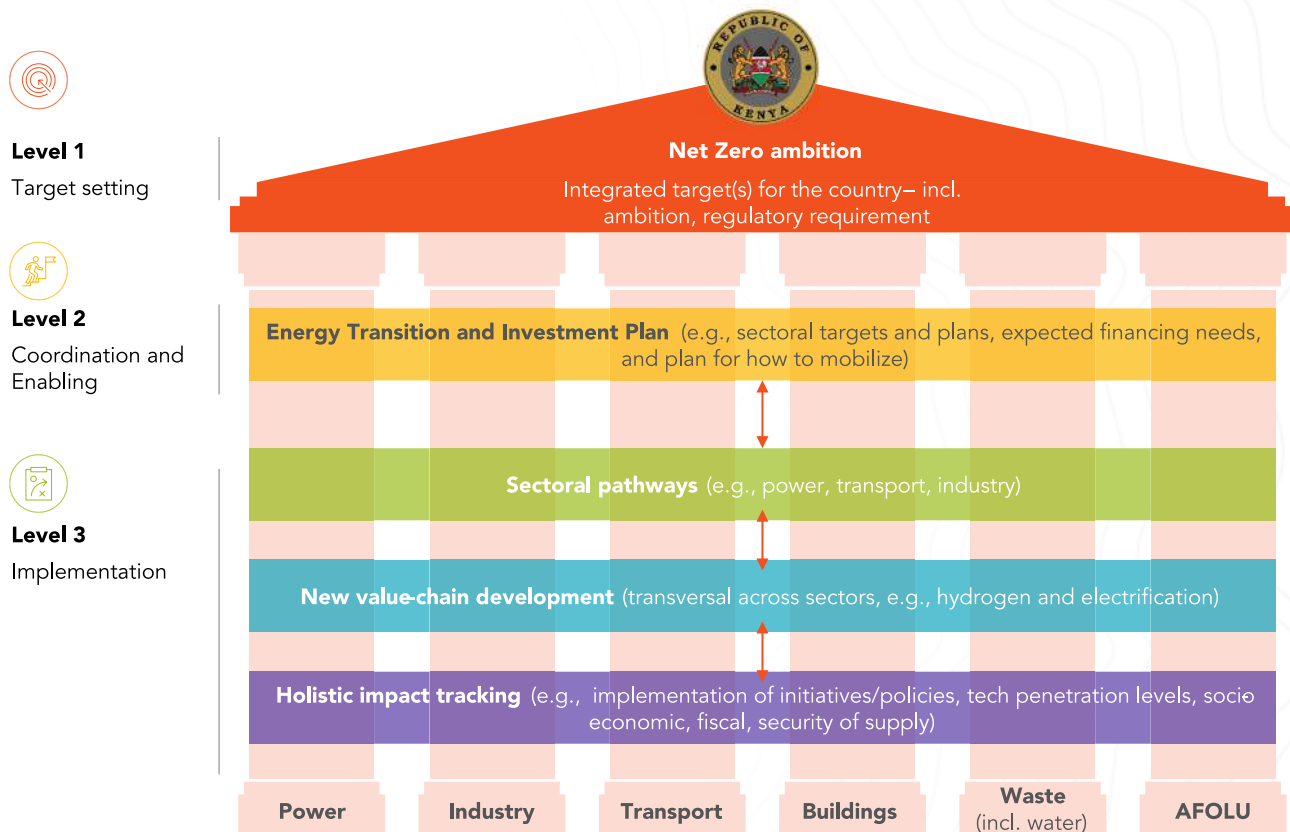 REPUBLIC OF
KENYA
Level 1
Target setting
Net Zero ambition
Integrated target(s) for the country– incl.
ambition, regulatory requirement
Level 2
Coordination and
Enabling
Energy Transition and Investment Plan (e.g., sectoral targets and plans, expected financing needs,
and plan for how to mobilize)
Level 3
Implementation
Sectoral pathways (e.g., power, transport, industry)
New value-chain development (transversal across sectors, e.g., hydrogen and electrification)
Holistic impact tracking (e.g., implementation of initiatives/policies, tech penetration levels, socio-
economic, fiscal, security of supply)
Power
Industry
Transport
Buildings
Waste
(incl. water)
AFOLU